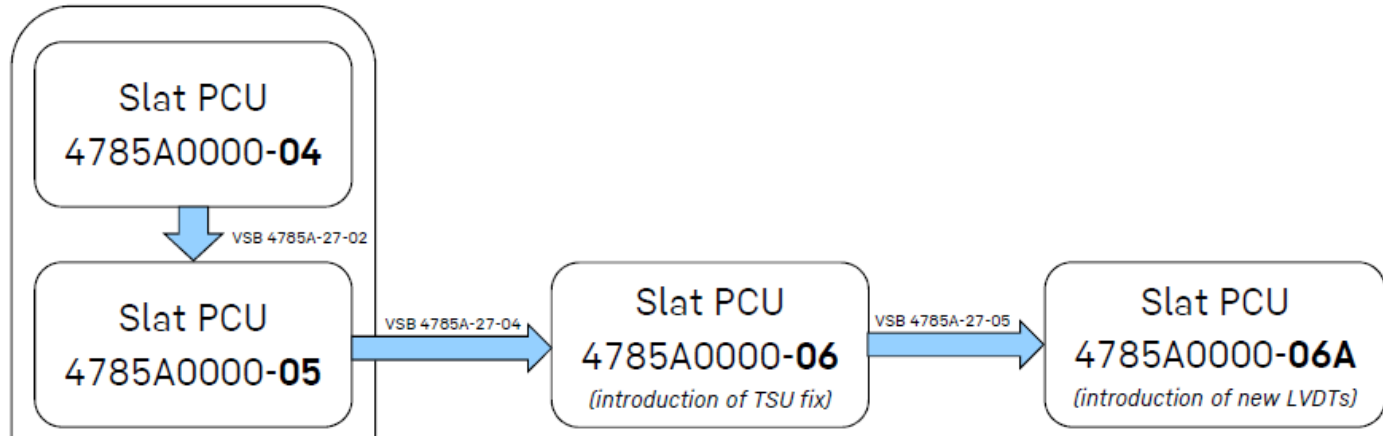 Slat PCU
4785A0000-04
VSB 4785A-27-02
Slat PCU
4785A0000-05
VSB 4785A-27-04
Slat PCU
4785A0000-06
(introduction of TSU fix)
VSB 4785A-27-05
Slat PCU
4785A0000-06A
(introduction of new LVDTs)